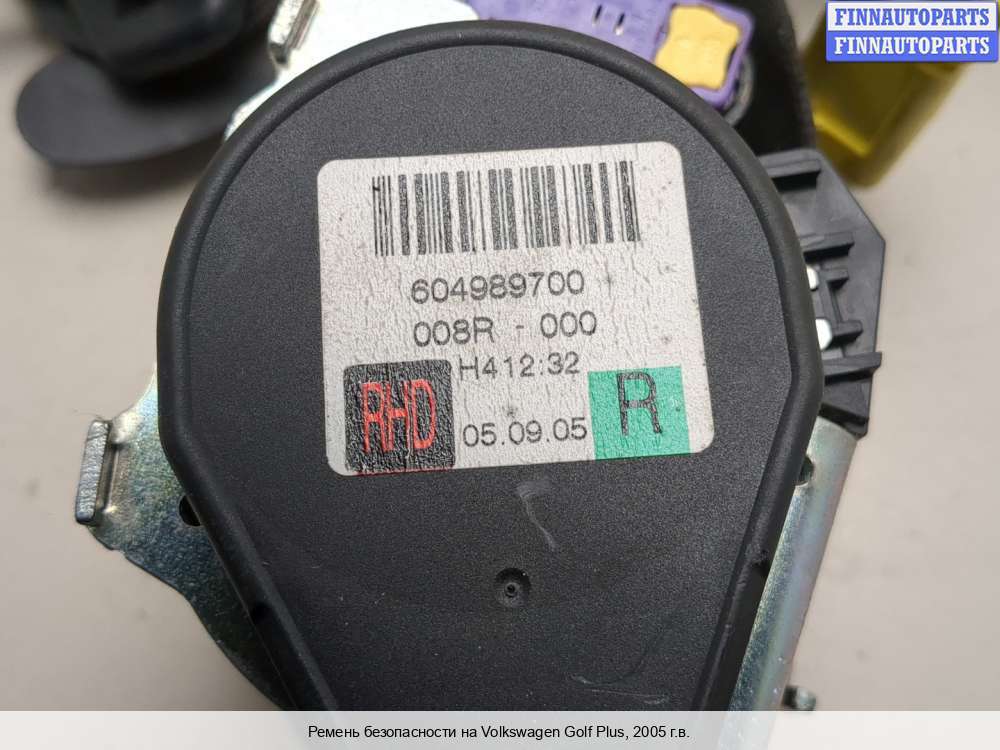 FINNAUTOPARTS
FINNAUTOPARTS
604989700
008R - 000
H412:32
RHD
05.09.05
R
Ремень безопасности на Volkswagen Golf Plus, 2005 г.в.